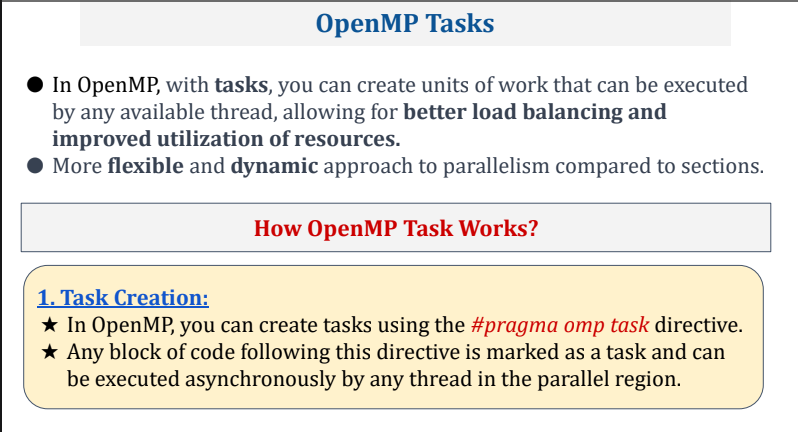 OpenMP Tasks
● In OpenMP, with tasks, you can create units of work that can be executed
by any available thread, allowing for better load balancing and
improved utilization of resources.
● More flexible and dynamic approach to parallelism compared to sections.
How OpenMP Task Works?
1. Task Creation:
★ In OpenMP, you can create tasks using the #pragma omp task directive.
★ Any block of code following this directive is marked as a task and can
be executed asynchronously by any thread in the parallel region.